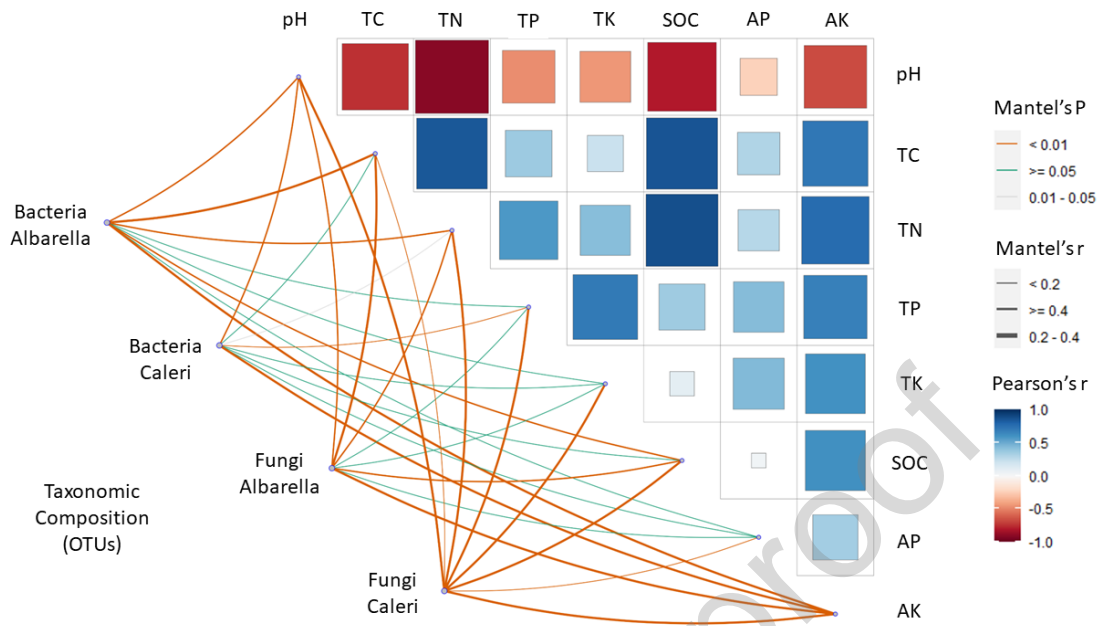 pH TC TN TP TK SOC AP AK
pH
TC
TN
TP
TK
SOC
AP
AK
Bacteria
Albarella
Bacteria
Caleri
Fungi
Albarella
Fungi
Caleri
Taxonomic
Composition
(OTUs)
Mantel's P
< 0.01
>= 0.05
0.01 - 0.05
Mantel's r
< 0.2
>= 0.4
0.2 - 0.4
Pearson's r
1.0
0.5
0.0
-0.5
-1.0
proof